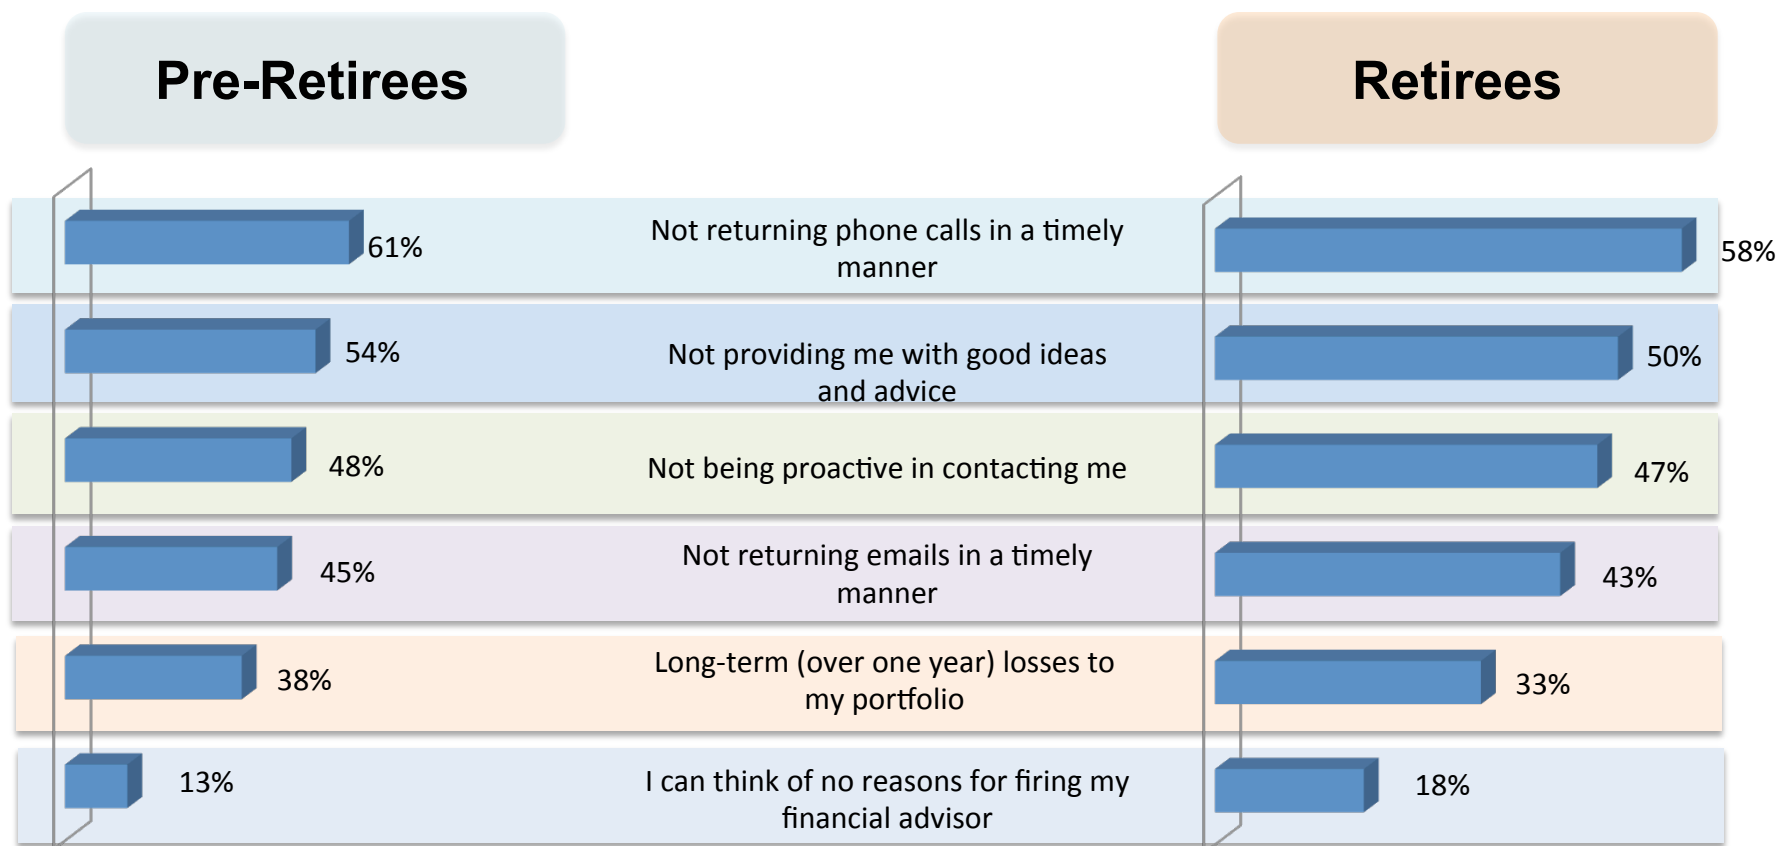 Pre-Retirees
Retirees
61%
Not returning phone calls in a timely
manner
58%
54%
Not providing me with good ideas
and advice
50%
48%
Not being proactive in contacting me
47%
45%
Not returning emails in a timely
manner
43%
38%
Long-term (over one year) losses to
my portfolio
33%
13%
I can think of no reasons for firing my
financial advisor
18%